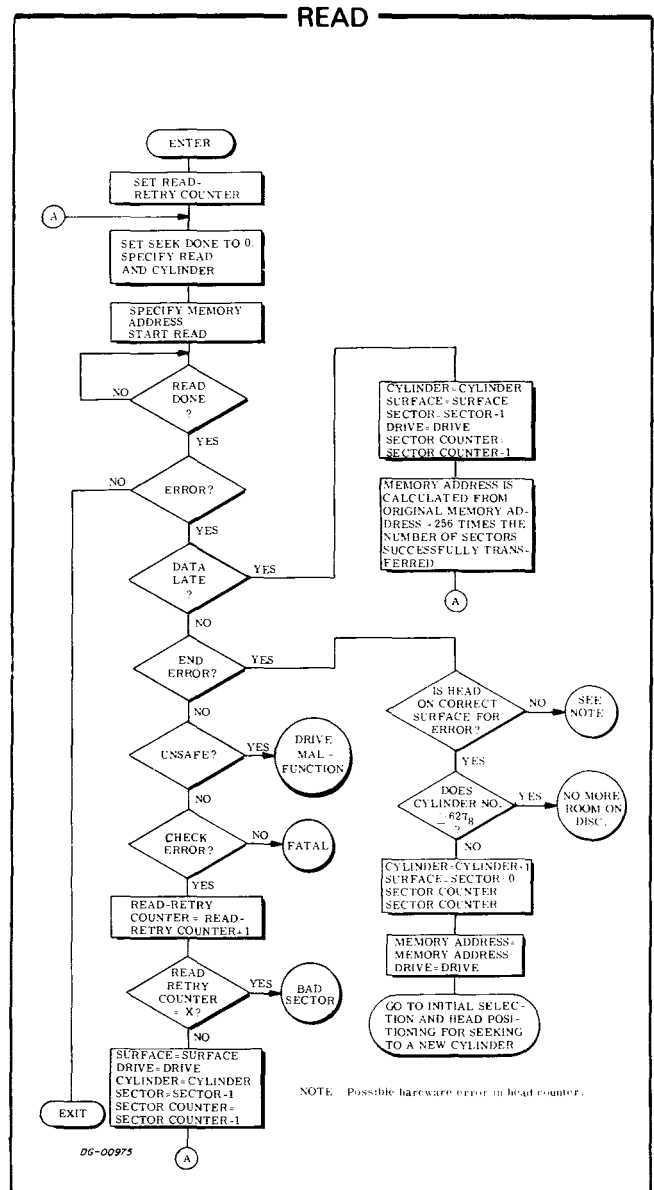 READ
ENTER
SET READ-
RETRY COUNTER
A
SET SEEK DONE TO 0.
SPECIFY READ
AND CYLINDER
SPECIFY MEMORY
ADDRESS
START READ
READ
DONE
?
NO
YES
ERROR?
NO
YES
DATA
LATE
?
YES
NO
CYLINDER=CYLINDER
SURFACE=SURFACE
SECTOR=SECTOR-1
DRIVE=DRIVE
SECTOR COUNTER=
SECTOR COUNTER-1
MEMORY ADDRESS IS
CALCULATED FROM
ORIGINAL MEMORY AD-
DRESS - 256 TIMES THE
NUMBER OF SECTORS
SUCCESSFULLY TRANS-
FERRED
A
END
ERROR?
YES
NO
IS HEAD
ON CORRECT
SURFACE FOR
ERROR?
NO
SEE
NOTE
YES
DOES
CYLINDER NO.
627₈
?
YES
NO MORE
ROOM ON
DISC.
NO
CYLINDER=CYLINDER-1
SURFACE=SECTOR=0
SECTOR COUNTER
SECTOR COUNTER
MEMORY ADDRESS=
MEMORY ADDRESS
DRIVE=DRIVE
GO TO INITIAL SELEC-
TION AND HEAD POSI-
TIONING FOR SEEKING
TO A NEW CYLINDER
UNSAFE?
YES
DRIVE
MAL-
FUNCTION
NO
CHECK
ERROR?
NO
FATAL
YES
READ-RETRY
COUNTER = READ-
RETRY COUNTER+1
READ
RETRY
COUNTER
= X?
YES
BAD
SECTOR
NO
SURFACE=SURFACE
DRIVE=DRIVE
CYLINDER=CYLINDER
SECTOR=SECTOR-1
SECTOR COUNTER=
SECTOR COUNTER-1
A
EXIT
NOTE Possible hardware error in head counter.
DG-00975